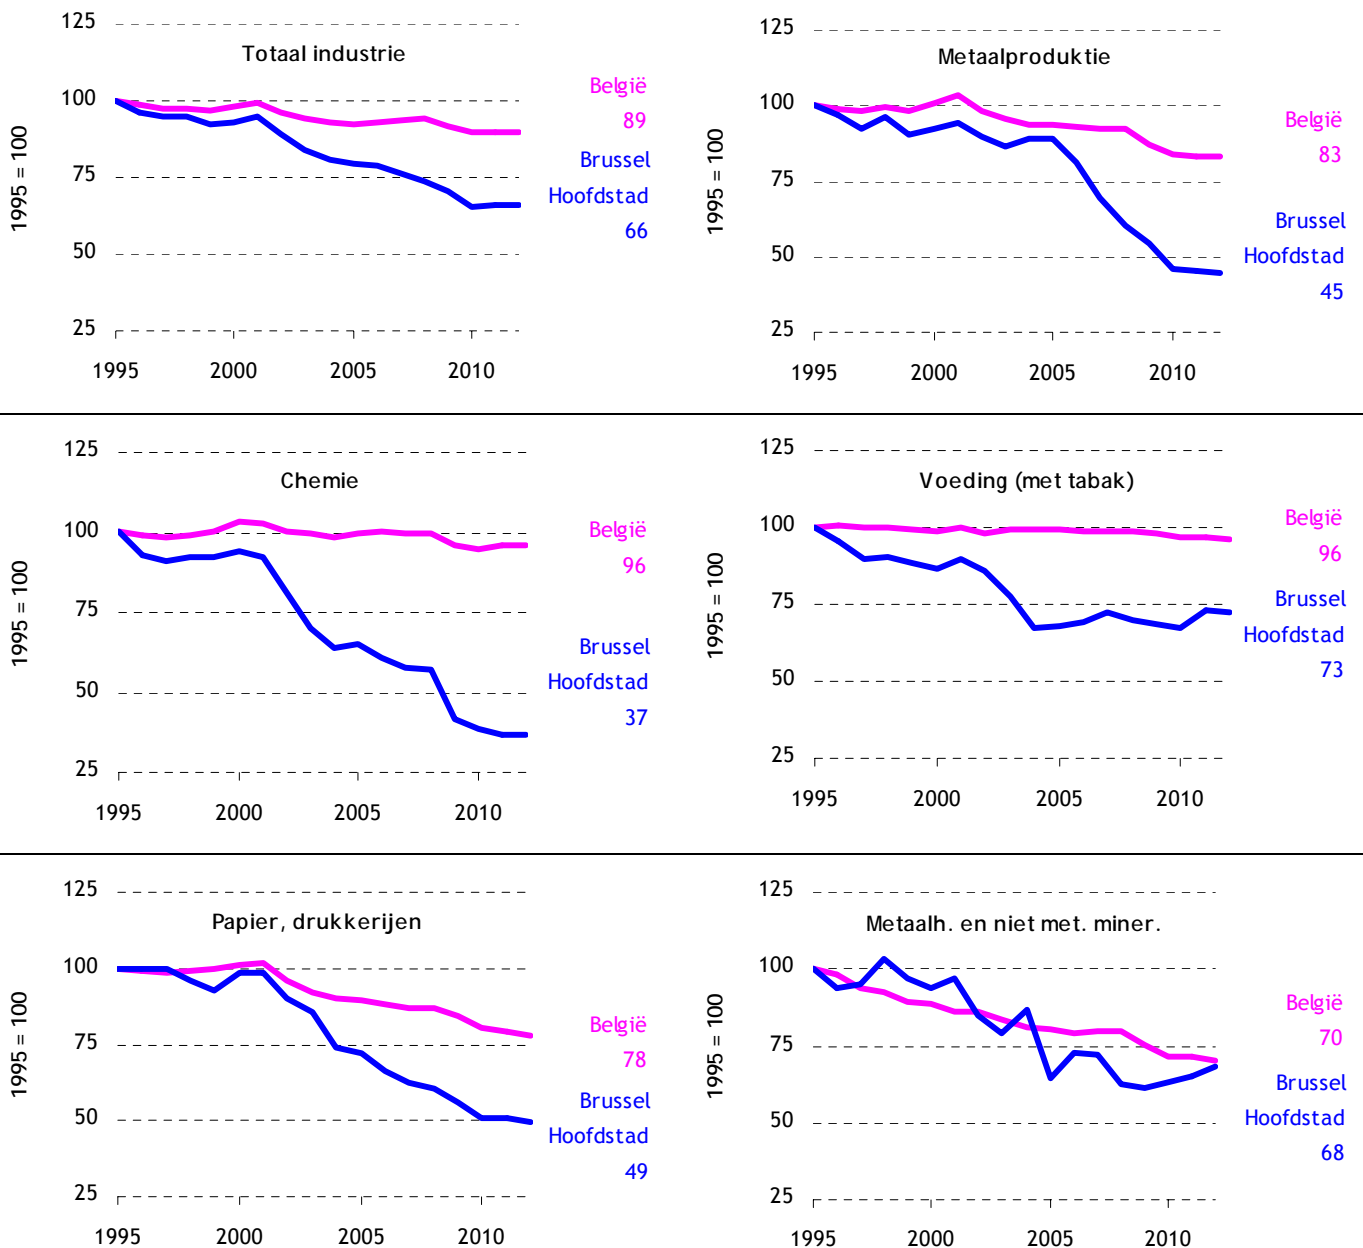 125
Totaal industrie
België
100
89
1995 = 100
Brussel
75
Hoofdstad
66
50
25
1995 2000 2005 2010
125
Metaalproduktie
100
België
83
1995 = 100
75
Brussel
Hoofdstad
50
45
25
1995 2000 2005 2010
125
Chemie
België
100
96
1995 = 100
75
Brussel
Hoofdstad
50
37
25
1995 2000 2005 2010
125
Voeding (met tabak)
België
100
96
1995 = 100
Brussel
75
Hoofdstad
73
50
25
1995 2000 2005 2010
125
Papier, drukkerijen
100
België
1995 = 100
75
78
Brussel
50
Hoofdstad
49
25
1995 2000 2005 2010
125
Metaalh. en niet met. miner.
100
België
70
1995 = 100
75
Brussel
Hoofdstad
50
68
25
1995 2000 2005 2010